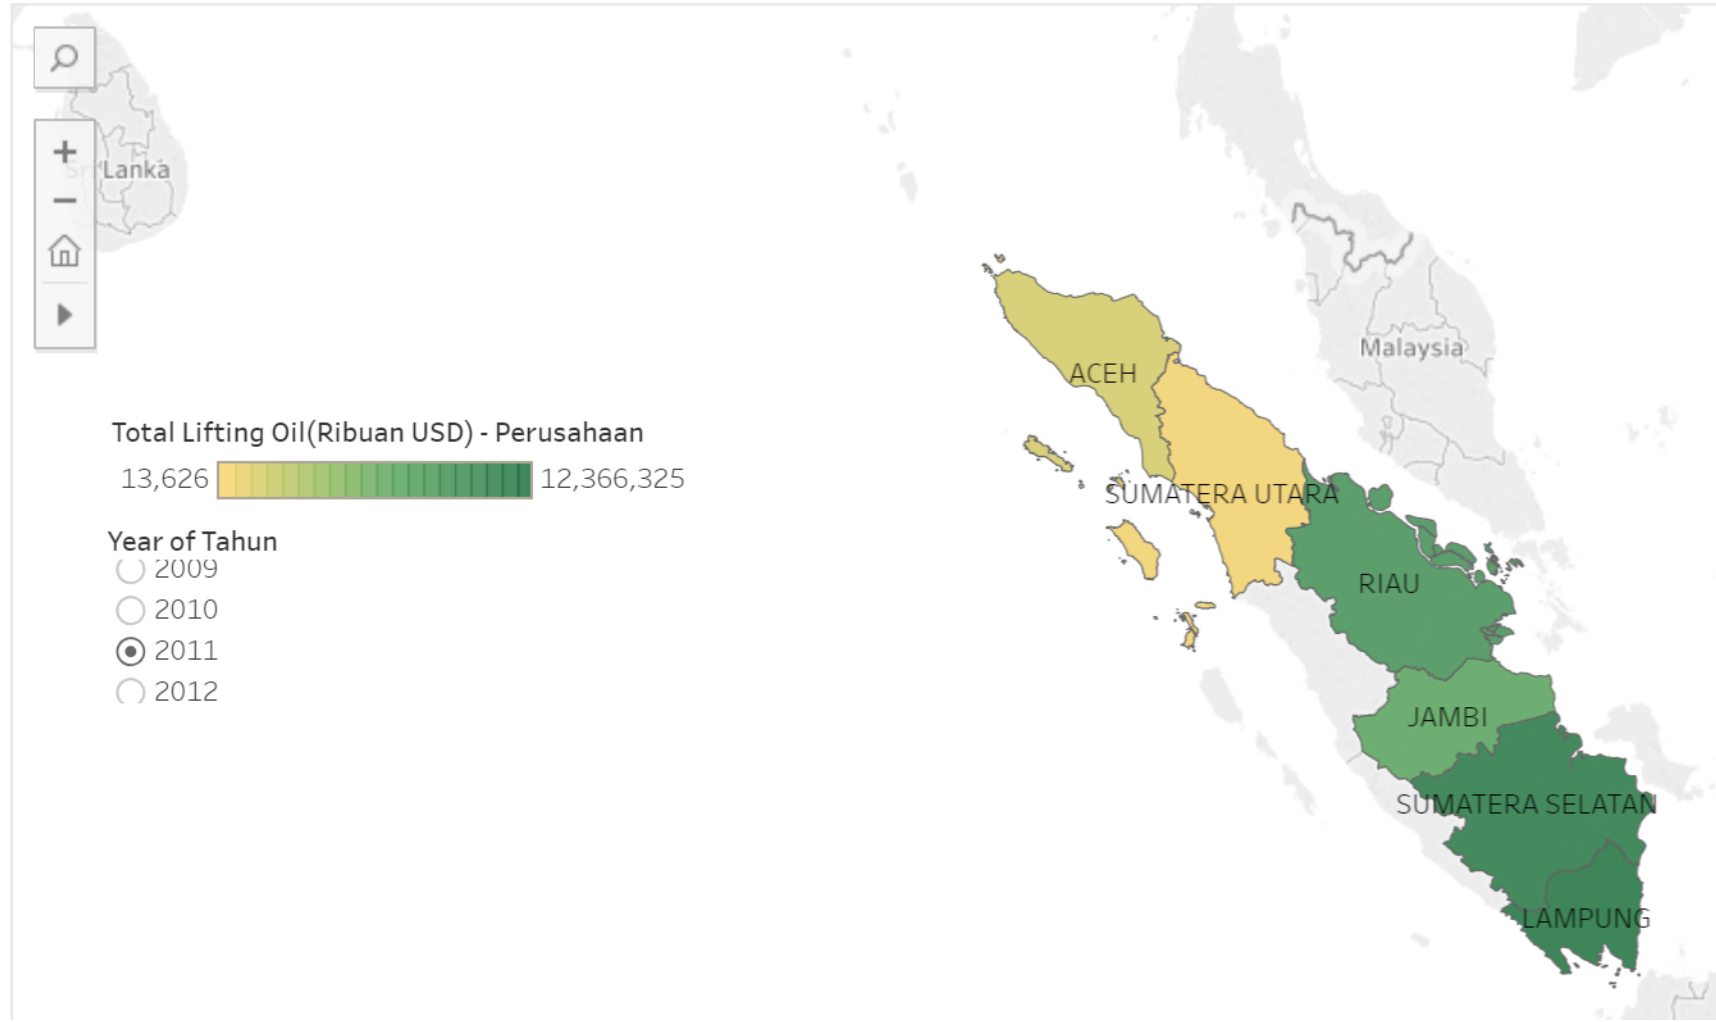 Sri Lanka
Malaysia
ACEH
Total Lifting Oil(Ribuan USD) - Perusahaan
13,626 12,366,325
SUMATERA UTARA
Year of Tahun
2009
2010
2011
2012
RIAU
JAMBI
SUMATERA SELATAN
LAMPUNG